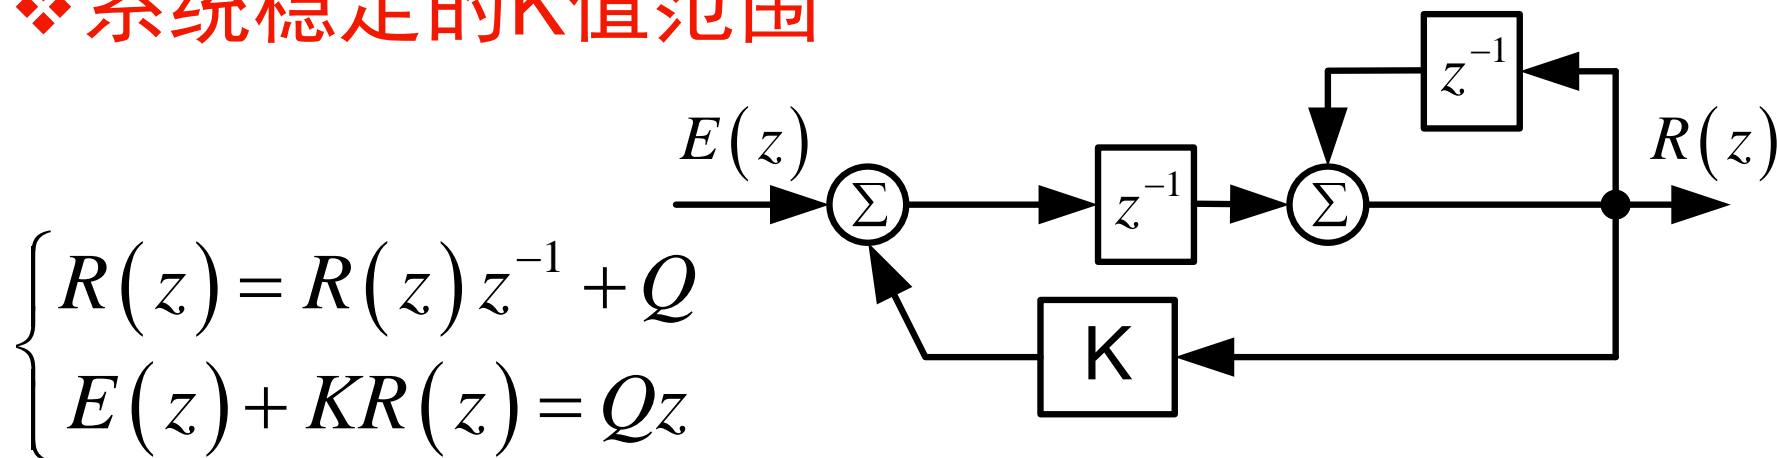 ❖系统稳定的K值范围
z⁻¹
E(z)
R(z)
Σ
z⁻¹
Σ
R(z) = R(z)z⁻¹ + Q
K
E(z) + KR(z) = Qz